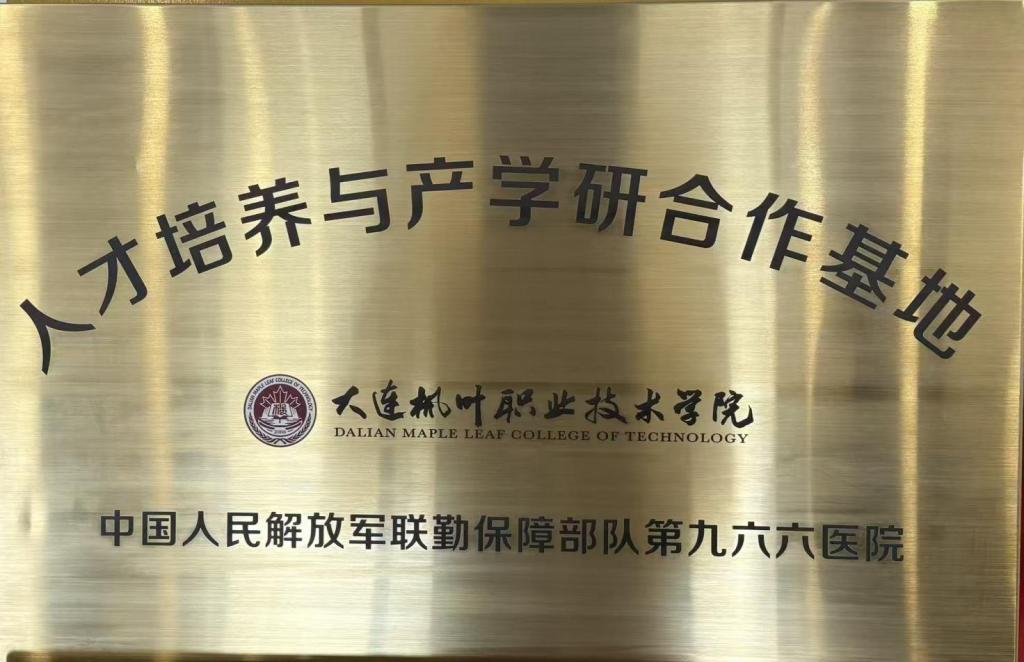 人才培养与产学研合作基地
大连枫叶职业技术学院
DALIAN MAPLE LEAF COLLEGE OF TECHNOLOGY
中国人民解放军联勤保障部队第九六六医院